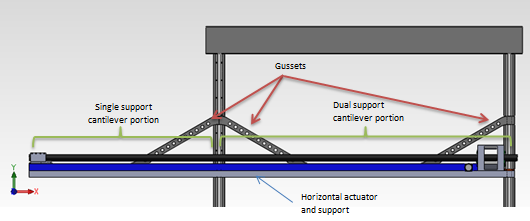 Gussets
Single support
cantilever portion
Dual support
cantilever portion
Horizontal actuator
and support
Y
X